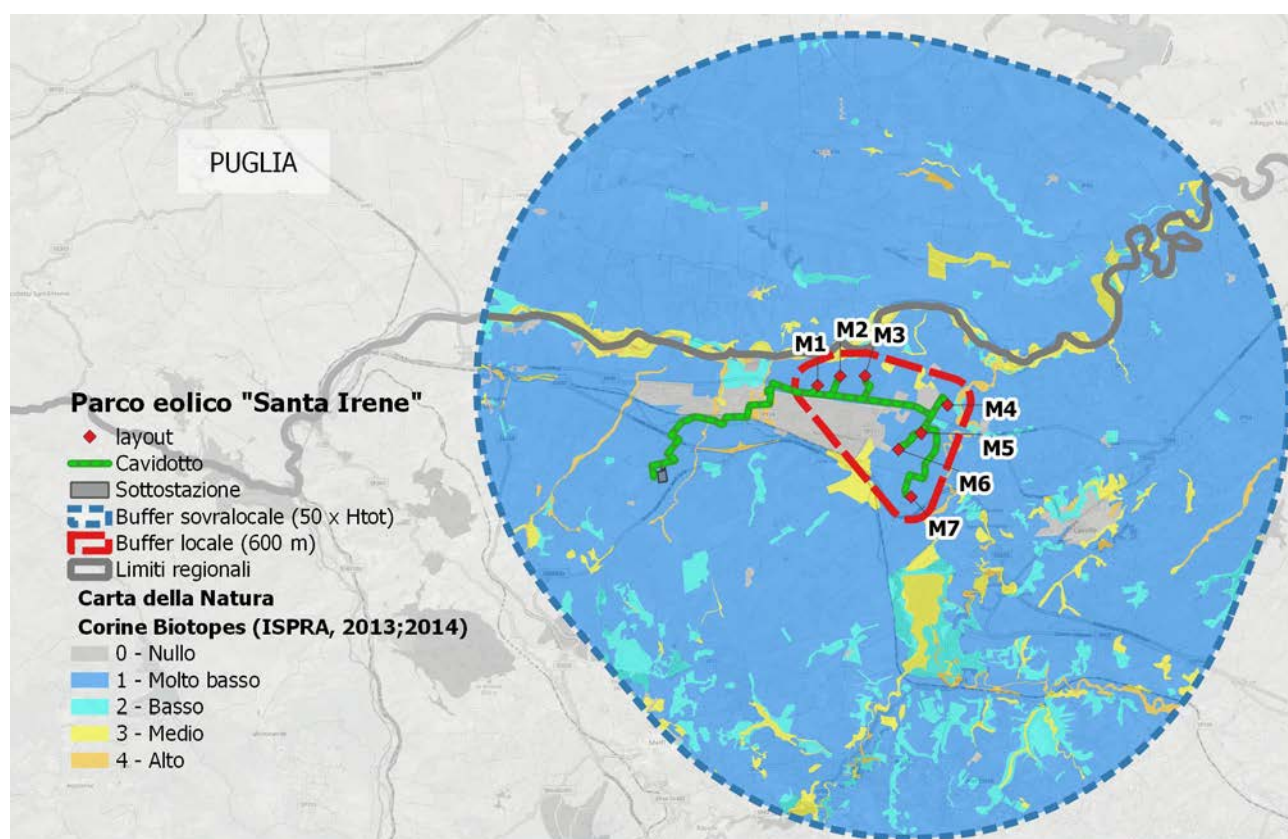 PUGLIA
M1
M2
M3
M4
M5
M6
M7
Parco eolico "Santa Irene"
layout
Cavidotto
Sottostazione
Buffer sovralocale (50 x Htot)
Buffer locale (600 m)
Limiti regionali
Carta della Natura
Corine Biotopes (ISPRA, 2013;2014)
0 - Nullo
1 - Molto basso
2 - Basso
3 - Medio
4 - Alto